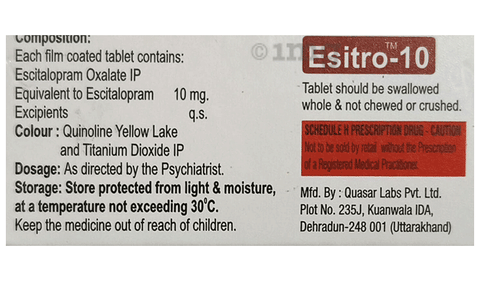 Composition:
Each film coated tablet contains:
Escitalopram Oxalate IP
Equivalent to Escitalopram 10 mg.
Excipients q.s.
Colour : Quinoline Yellow Lake
and Titanium Dioxide IP
Dosage: As directed by the Psychiatrist.
Storage: Store protected from light & moisture,
at a temperature not exceeding 30°C.
Keep the medicine out of reach of children.
©
Esitro-10™
Tablet should be swallowed
whole & not chewed or crushed.
SCHEDULE H PRESCRIPTION DRUG - CAUTION
Not to be sold by retail without the Prescription
of a Registered Medical Practitioner.
Mfd. By : Quasar Labs Pvt. Ltd.
Plot No. 235J, Kuanwala IDA,
Dehradun-248 001 (Uttarakhand)